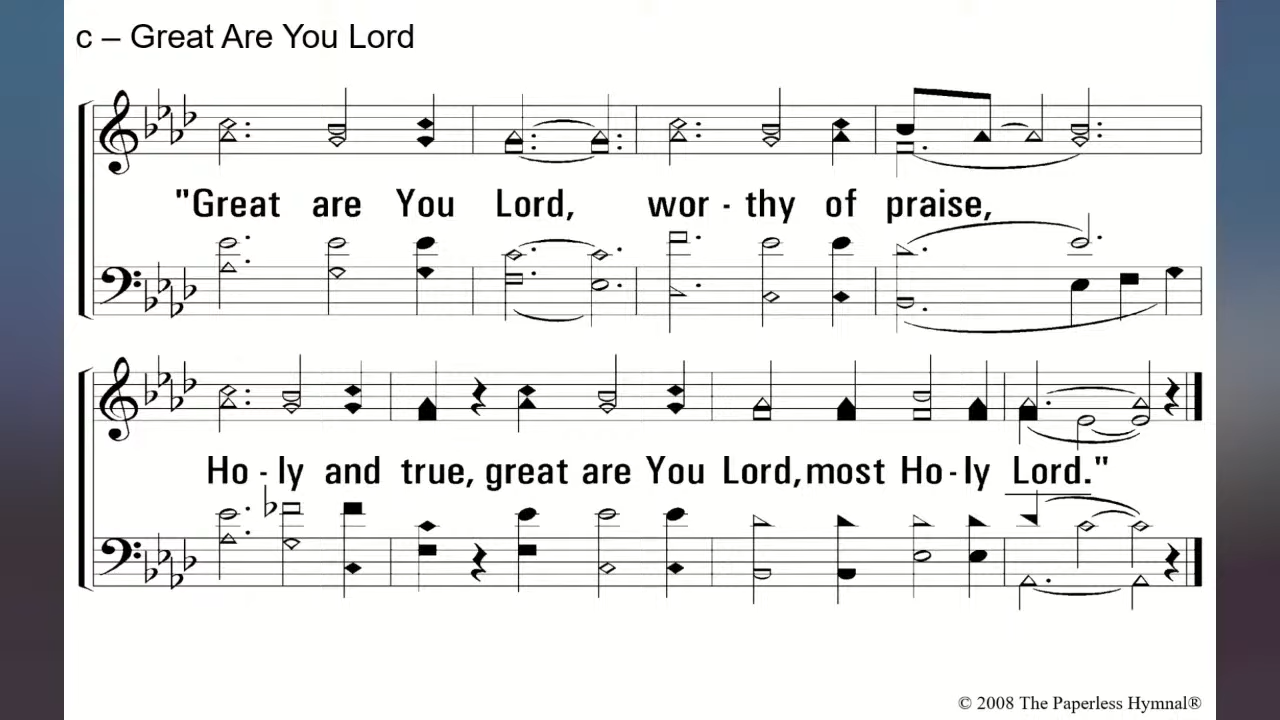 c – Great Are You Lord
"Great are You Lord, wor - thy of praise,
Ho - ly and true, great are You Lord, most Ho - ly Lord."
© 2008 The Paperless Hymnal®